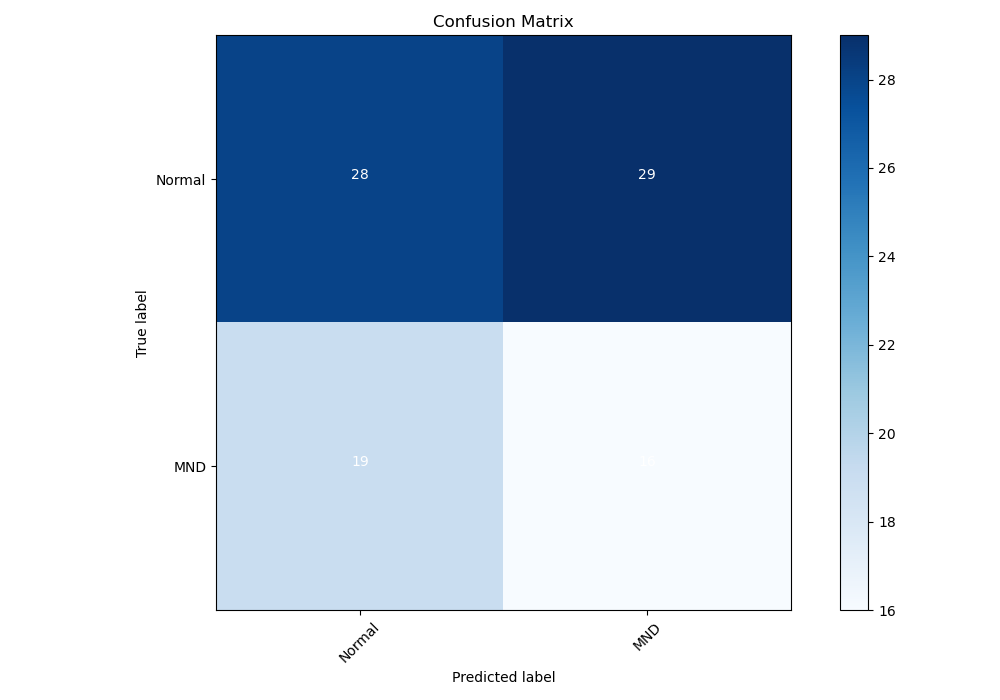 Confusion Matrix
Normal
28
29
MND
19
16
Normal
MND
True label
Predicted label
28
26
24
22
20
18
16